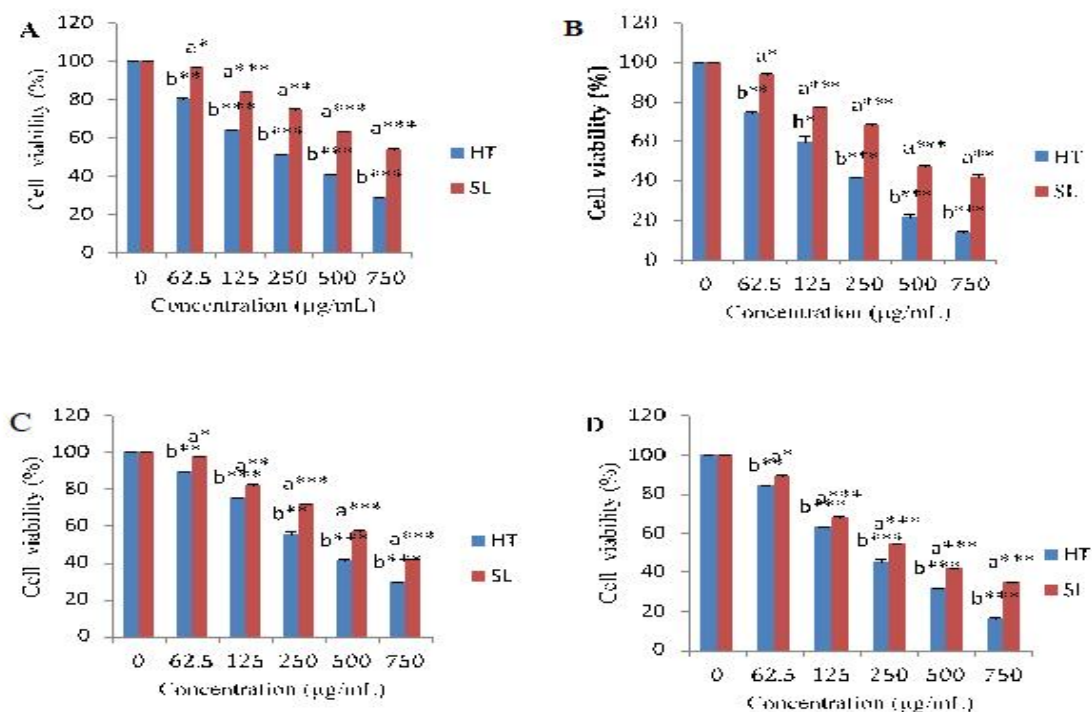 A
120
100
80
60
40
20
0
Cell viability (%)
a*
b**
a***
b***
a**
b***
a***
b***
a***
b***
0 62.5 125 250 500 750
Concentration (µg/mL)
HT
SL
B
120
100
80
60
40
20
0
Cell viability (%)
a*
b**
a***
b*
a***
b***
a***
b***
a**
b***
0 62.5 125 250 500 750
Concentration (µg/mL)
HT
SL
C
120
100
80
60
40
20
0
Cell viability (%)
a*
b**
a**
b***
a***
b**
a***
b***
a***
b***
0 62.5 125 250 500 750
Concentration (µg/mL)
HT
SL
D
120
100
80
60
40
20
0
Cell viability (%)
a*
b**
a***
b***
a***
b***
a***
b***
a***
b***
0 62.5 125 250 500 750
Concentration (µg/mL)
HT
SL